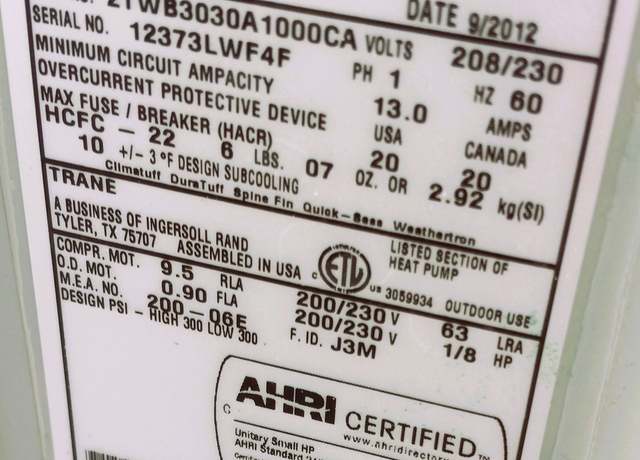 DATE 9/2012
2TWB3030A1000CA VOLTS 208/230
SERIAL NO. 12373LWF4F PH 1 HZ 60
MINIMUM CIRCUIT AMPACITY 13.0 AMPS
OVERCURRENT PROTECTIVE DEVICE USA CANADA
MAX FUSE / BREAKER (HACR) 20 20
HCFC - 22 6 LBS. 07 OZ. OR 2.92 kg(SI)
10 +/- 3 °F DESIGN SUBCOOLING
Climatuff DuraTuff Spine Fin Quick-Sess Weathertron
TRANE
A BUSINESS OF INGERSOLL RAND
TYLER, TX 75707 ASSEMBLED IN USA
C ETL US 3059934
LISTED SECTION OF
HEAT PUMP
OUTDOOR USE
COMPR. MOT. 9.5 RLA 200/230 V 63 LRA
O.D. MOT. 0.90 FLA 200/230 V 1/8 HP
M.E.A. NO. 200-06E F. ID. J3M
DESIGN PSI - HIGH 300 LOW 300
AHRI CERTIFIED TM
C
www.ahridirectory
Unitary Small HP
AHRI Standard